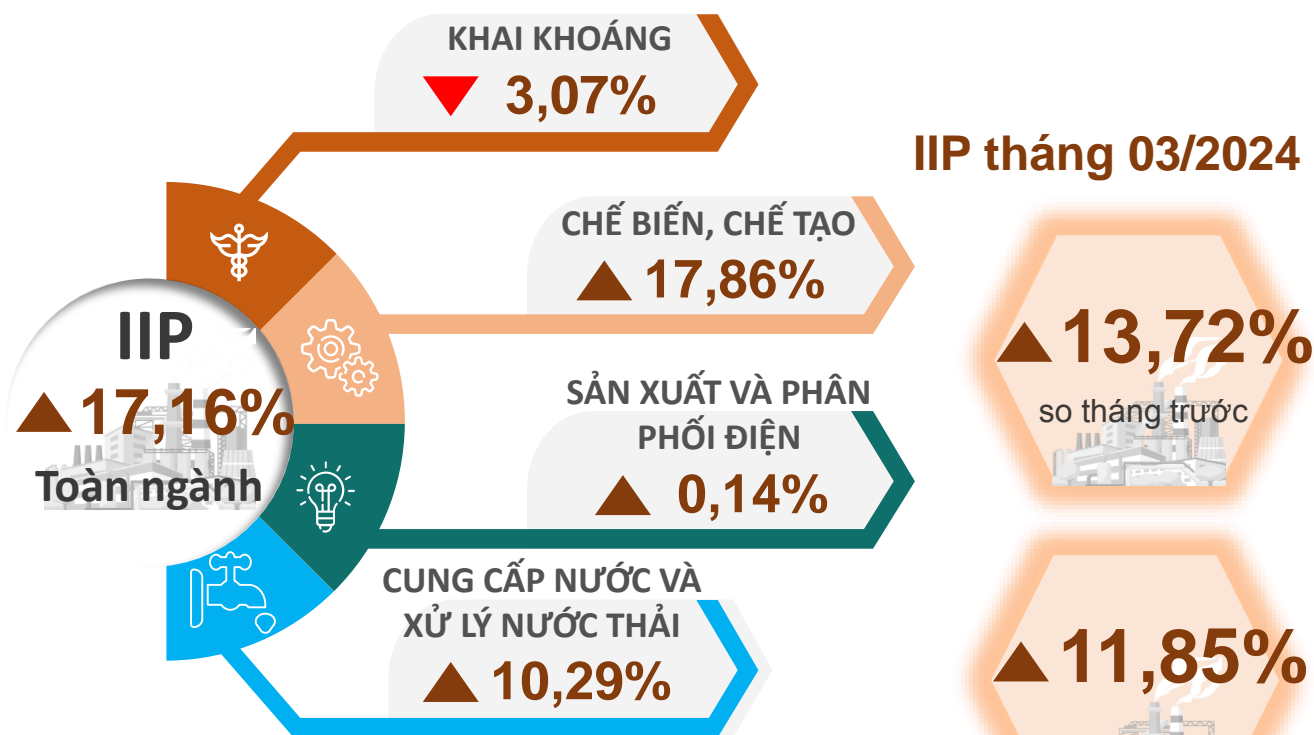 KHAI KHOÁNG
▼ 3,07%
IIP tháng 03/2024
CHẾ BIẾN, CHẾ TẠO
▲ 17,86%
IIP
▲ 17,16%
Toàn ngành
▲ 13,72%
so tháng trước
SẢN XUẤT VÀ PHÂN
PHỐI ĐIỆN
▲ 0,14%
CUNG CẤP NƯỚC VÀ
XỬ LÝ NƯỚC THẢI
▲ 10,29%
▲ 11,85%